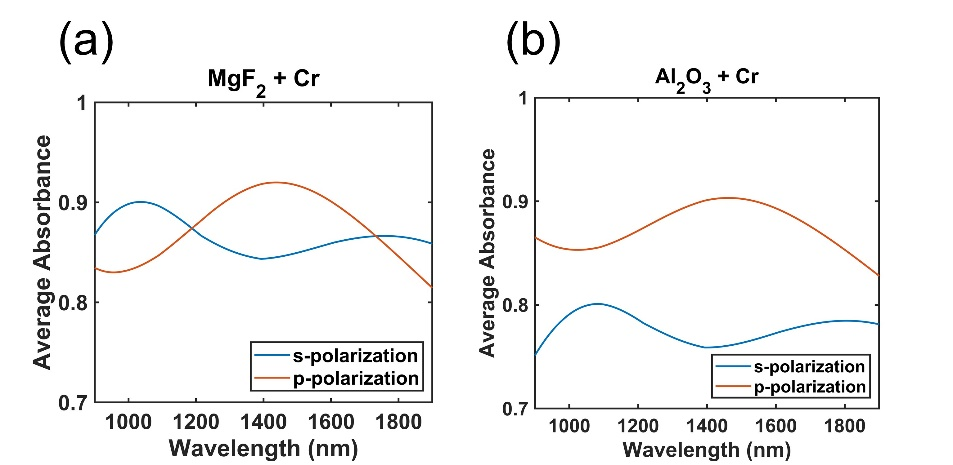 (a)
MgF2 + Cr
1
0.9
0.8
0.7
Average Absorbance
s-polarization
p-polarization
1000 1200 1400 1600 1800
Wavelength (nm)
(b)
Al2O3 + Cr
1
0.9
0.8
0.7
Average Absorbance
s-polarization
p-polarization
1000 1200 1400 1600 1800
Wavelength (nm)